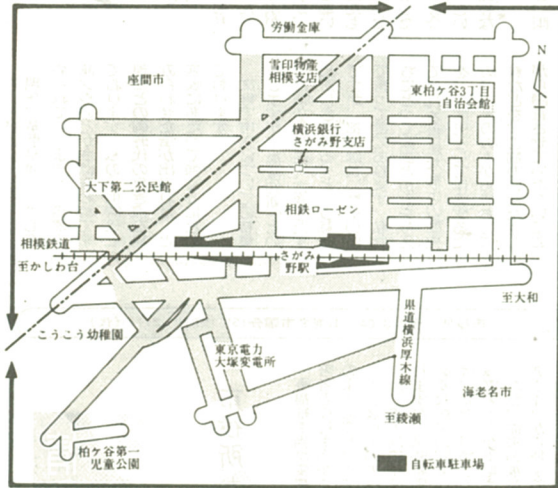 労働金庫
雪印物産
相模支店
N
座間市
東柏ケ谷3丁目
自治会館
横浜銀行
さがみ野支店
大下第二公民館
相鉄ローゼン
相模鉄道
至かしわ台
さがみ
野駅
至大和
こうこう幼稚園
県道横浜厚木線
東京電力
大塚変電所
海老名市
至綾瀬
柏ケ谷第一
児童公園
自転車駐車場